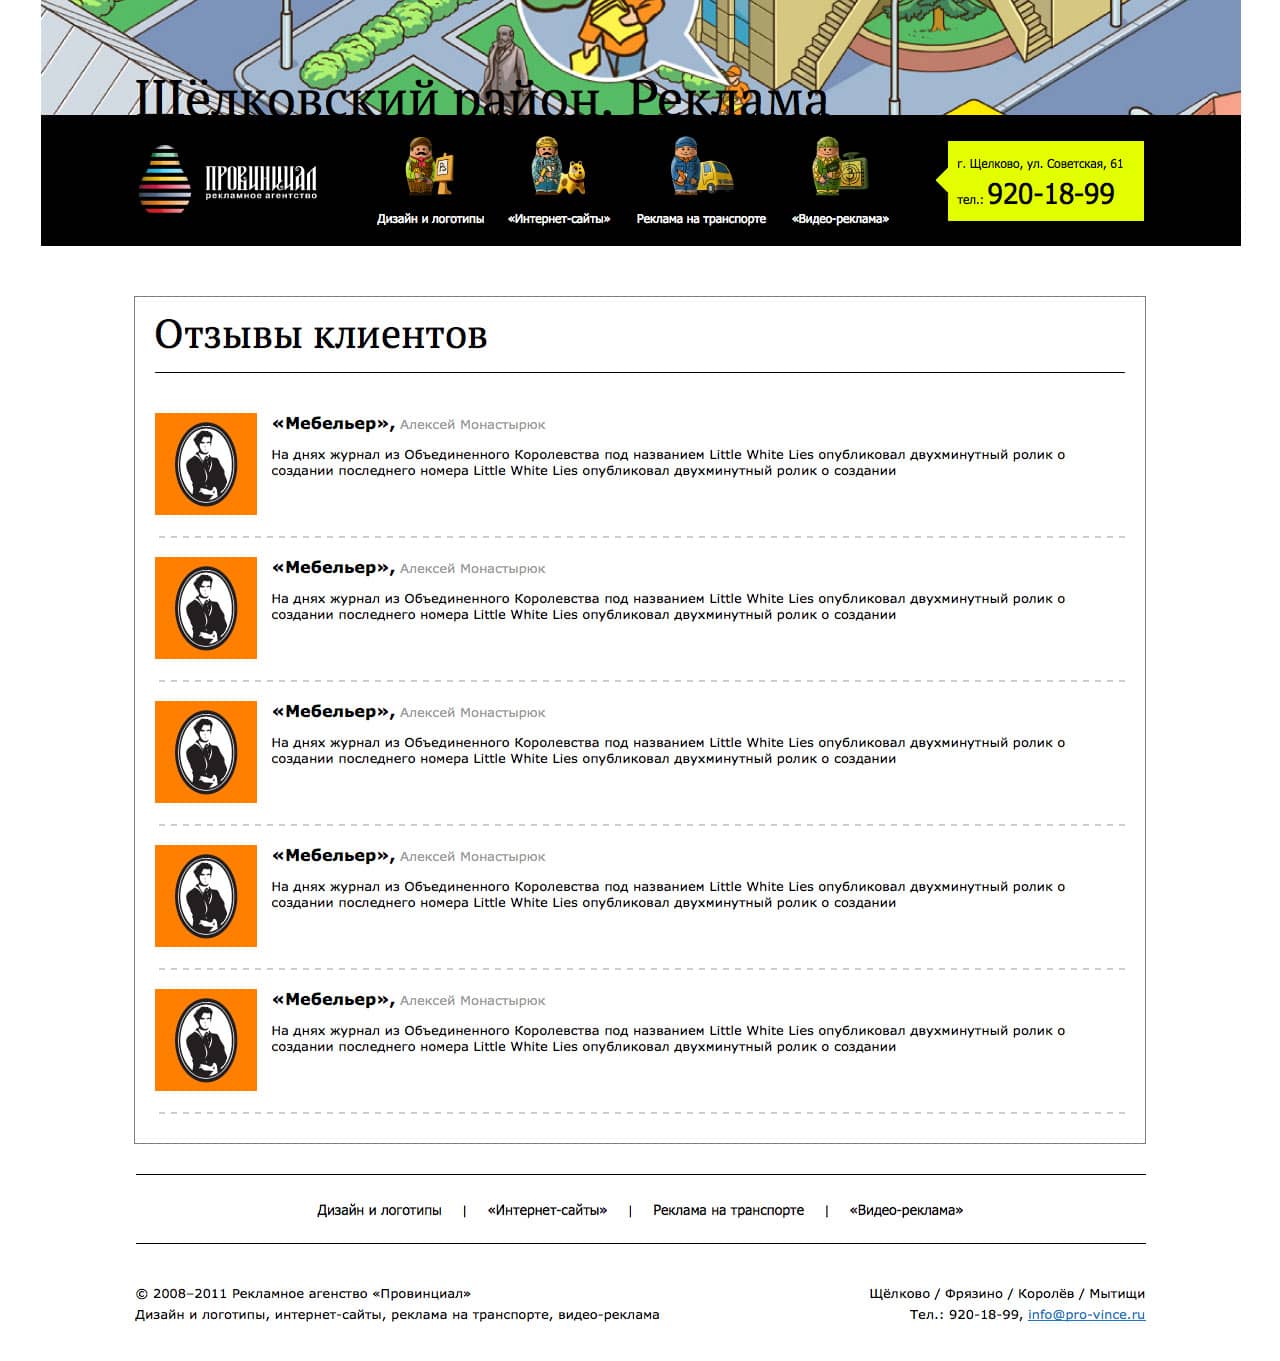 Щёлковский район. Реклама
ПРОВИНЦИАЛ
рекламное агентство
Дизайн и логотипы
«Интернет-сайты»
Реклама на транспорте
«Видео-реклама»
г. Щелково, ул. Советская, 61
тел.: 920-18-99
Отзывы клиентов
«Мебельер», Алексей Монастырюк
На днях журнал из Объединенного Королевства под названием Little White Lies опубликовал двухминутный ролик о
создании последнего номера Little White Lies опубликовал двухминутный ролик о создании
«Мебельер», Алексей Монастырюк
На днях журнал из Объединенного Королевства под названием Little White Lies опубликовал двухминутный ролик о
создании последнего номера Little White Lies опубликовал двухминутный ролик о создании
«Мебельер», Алексей Монастырюк
На днях журнал из Объединенного Королевства под названием Little White Lies опубликовал двухминутный ролик о
создании последнего номера Little White Lies опубликовал двухминутный ролик о создании
«Мебельер», Алексей Монастырюк
На днях журнал из Объединенного Королевства под названием Little White Lies опубликовал двухминутный ролик о
создании последнего номера Little White Lies опубликовал двухминутный ролик о создании
«Мебельер», Алексей Монастырюк
На днях журнал из Объединенного Королевства под названием Little White Lies опубликовал двухминутный ролик о
создании последнего номера Little White Lies опубликовал двухминутный ролик о создании
Дизайн и логотипы | «Интернет-сайты» | Реклама на транспорте | «Видео-реклама»
© 2008–2011 Рекламное агенство «Провинциал»
Дизайн и логотипы, интернет-сайты, реклама на транспорте, видео-реклама
Щёлково / Фрязино / Королёв / Мытищи
Тел.: 920-18-99, info@pro-vince.ru